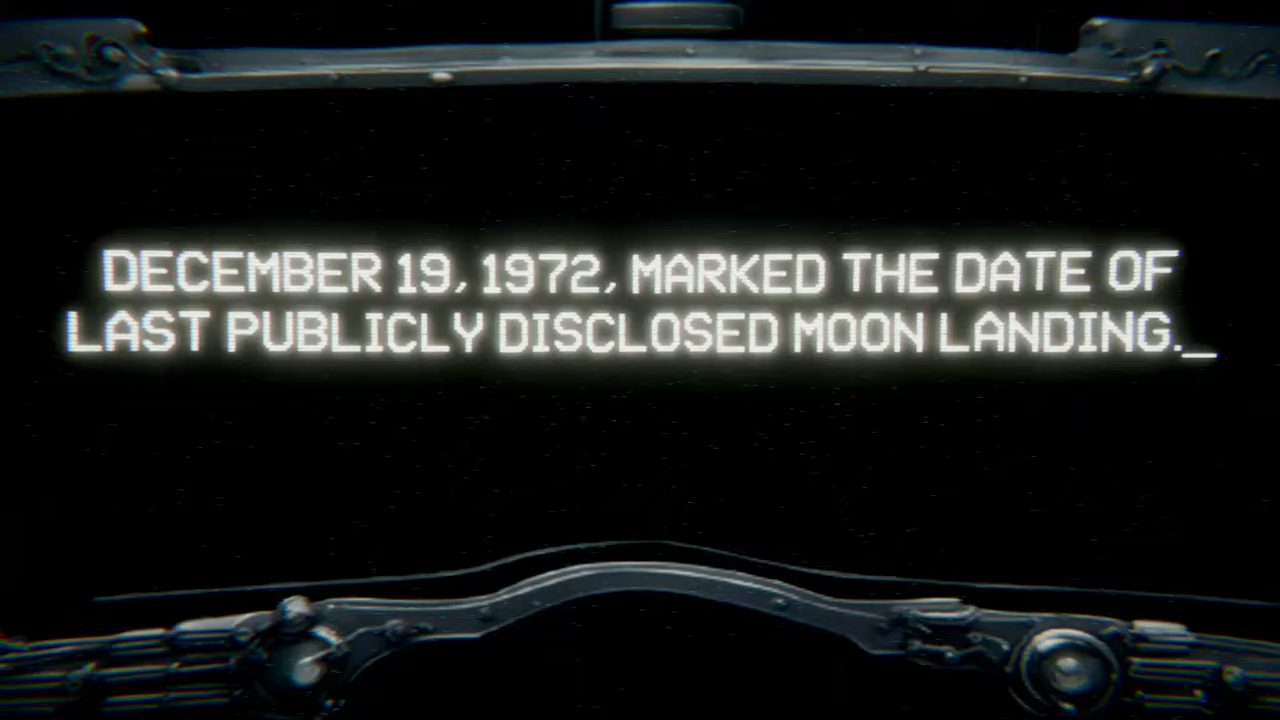 DECEMBER 19, 1972, MARKED THE DATE OF
LAST PUBLICLY DISCLOSED MOON LANDING._